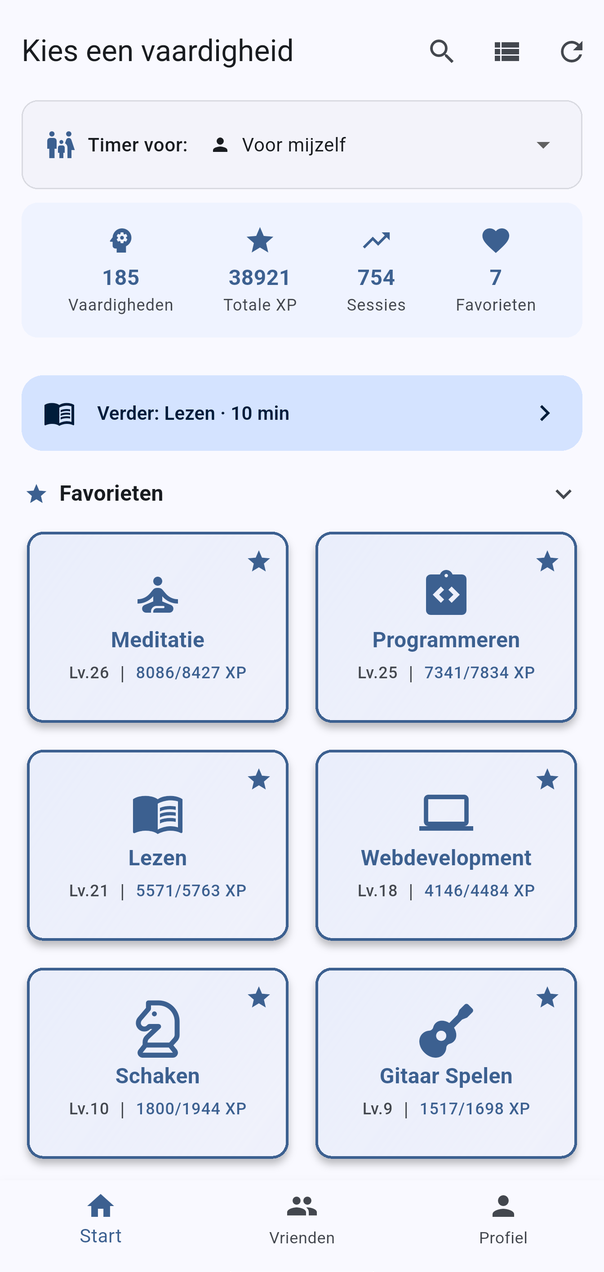 Kies een vaardigheid
Timer voor: Voor mijzelf
185 38921 754 7
Vaardigheden Totale XP Sessies Favorieten
Verder: Lezen · 10 min
Favorieten
Meditatie Programmeren
Lv.26 | 8086/8427 XP Lv.25 | 7341/7834 XP
Lezen Webdevelopment
Lv.21 | 5571/5763 XP Lv.18 | 4146/4484 XP
Schaken Gitaar Spelen
Lv.10 | 1800/1944 XP Lv.9 | 1517/1698 XP
Start Vrienden Profiel